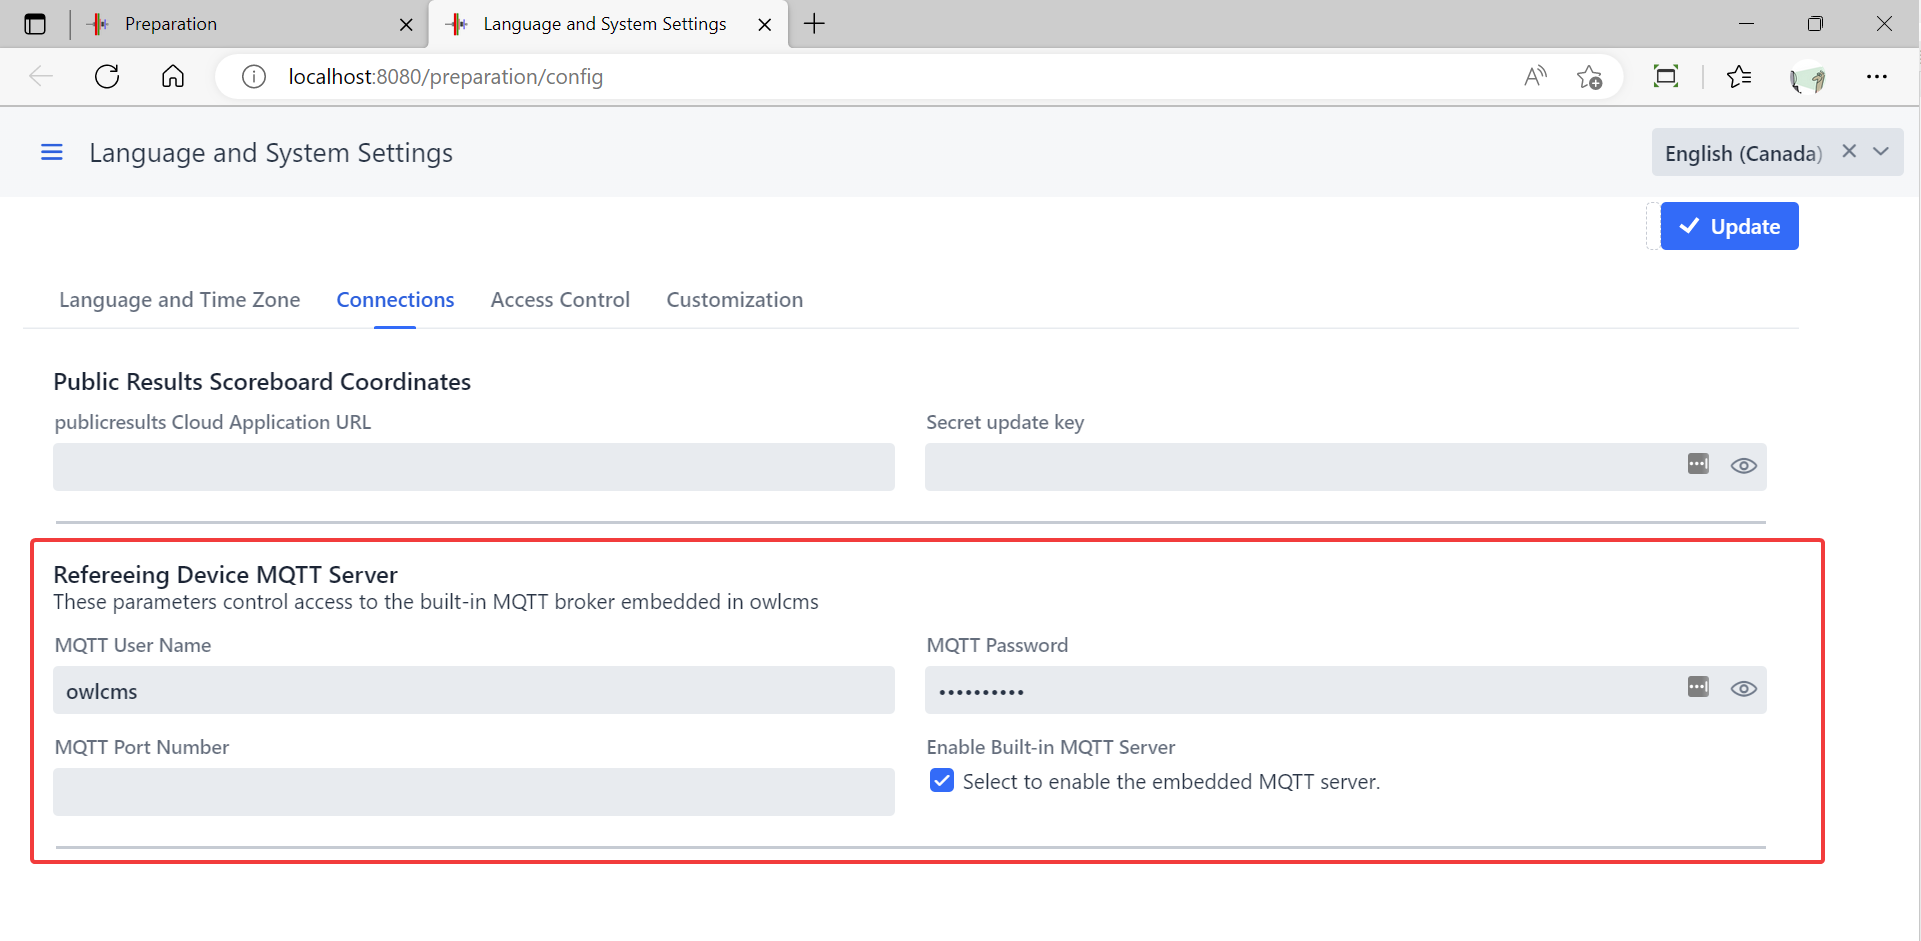 Preparation
Language and System Settings
localhost:8080/preparation/config
Language and System Settings
English (Canada)
Update
Language and Time Zone
Connections
Access Control
Customization
Public Results Scoreboard Coordinates
publicresults Cloud Application URL
Secret update key
Refereeing Device MQTT Server
These parameters control access to the built-in MQTT broker embedded in owlcms
MQTT User Name
MQTT Password
owlcms
••••••••••
MQTT Port Number
Enable Built-in MQTT Server
Select to enable the embedded MQTT server.